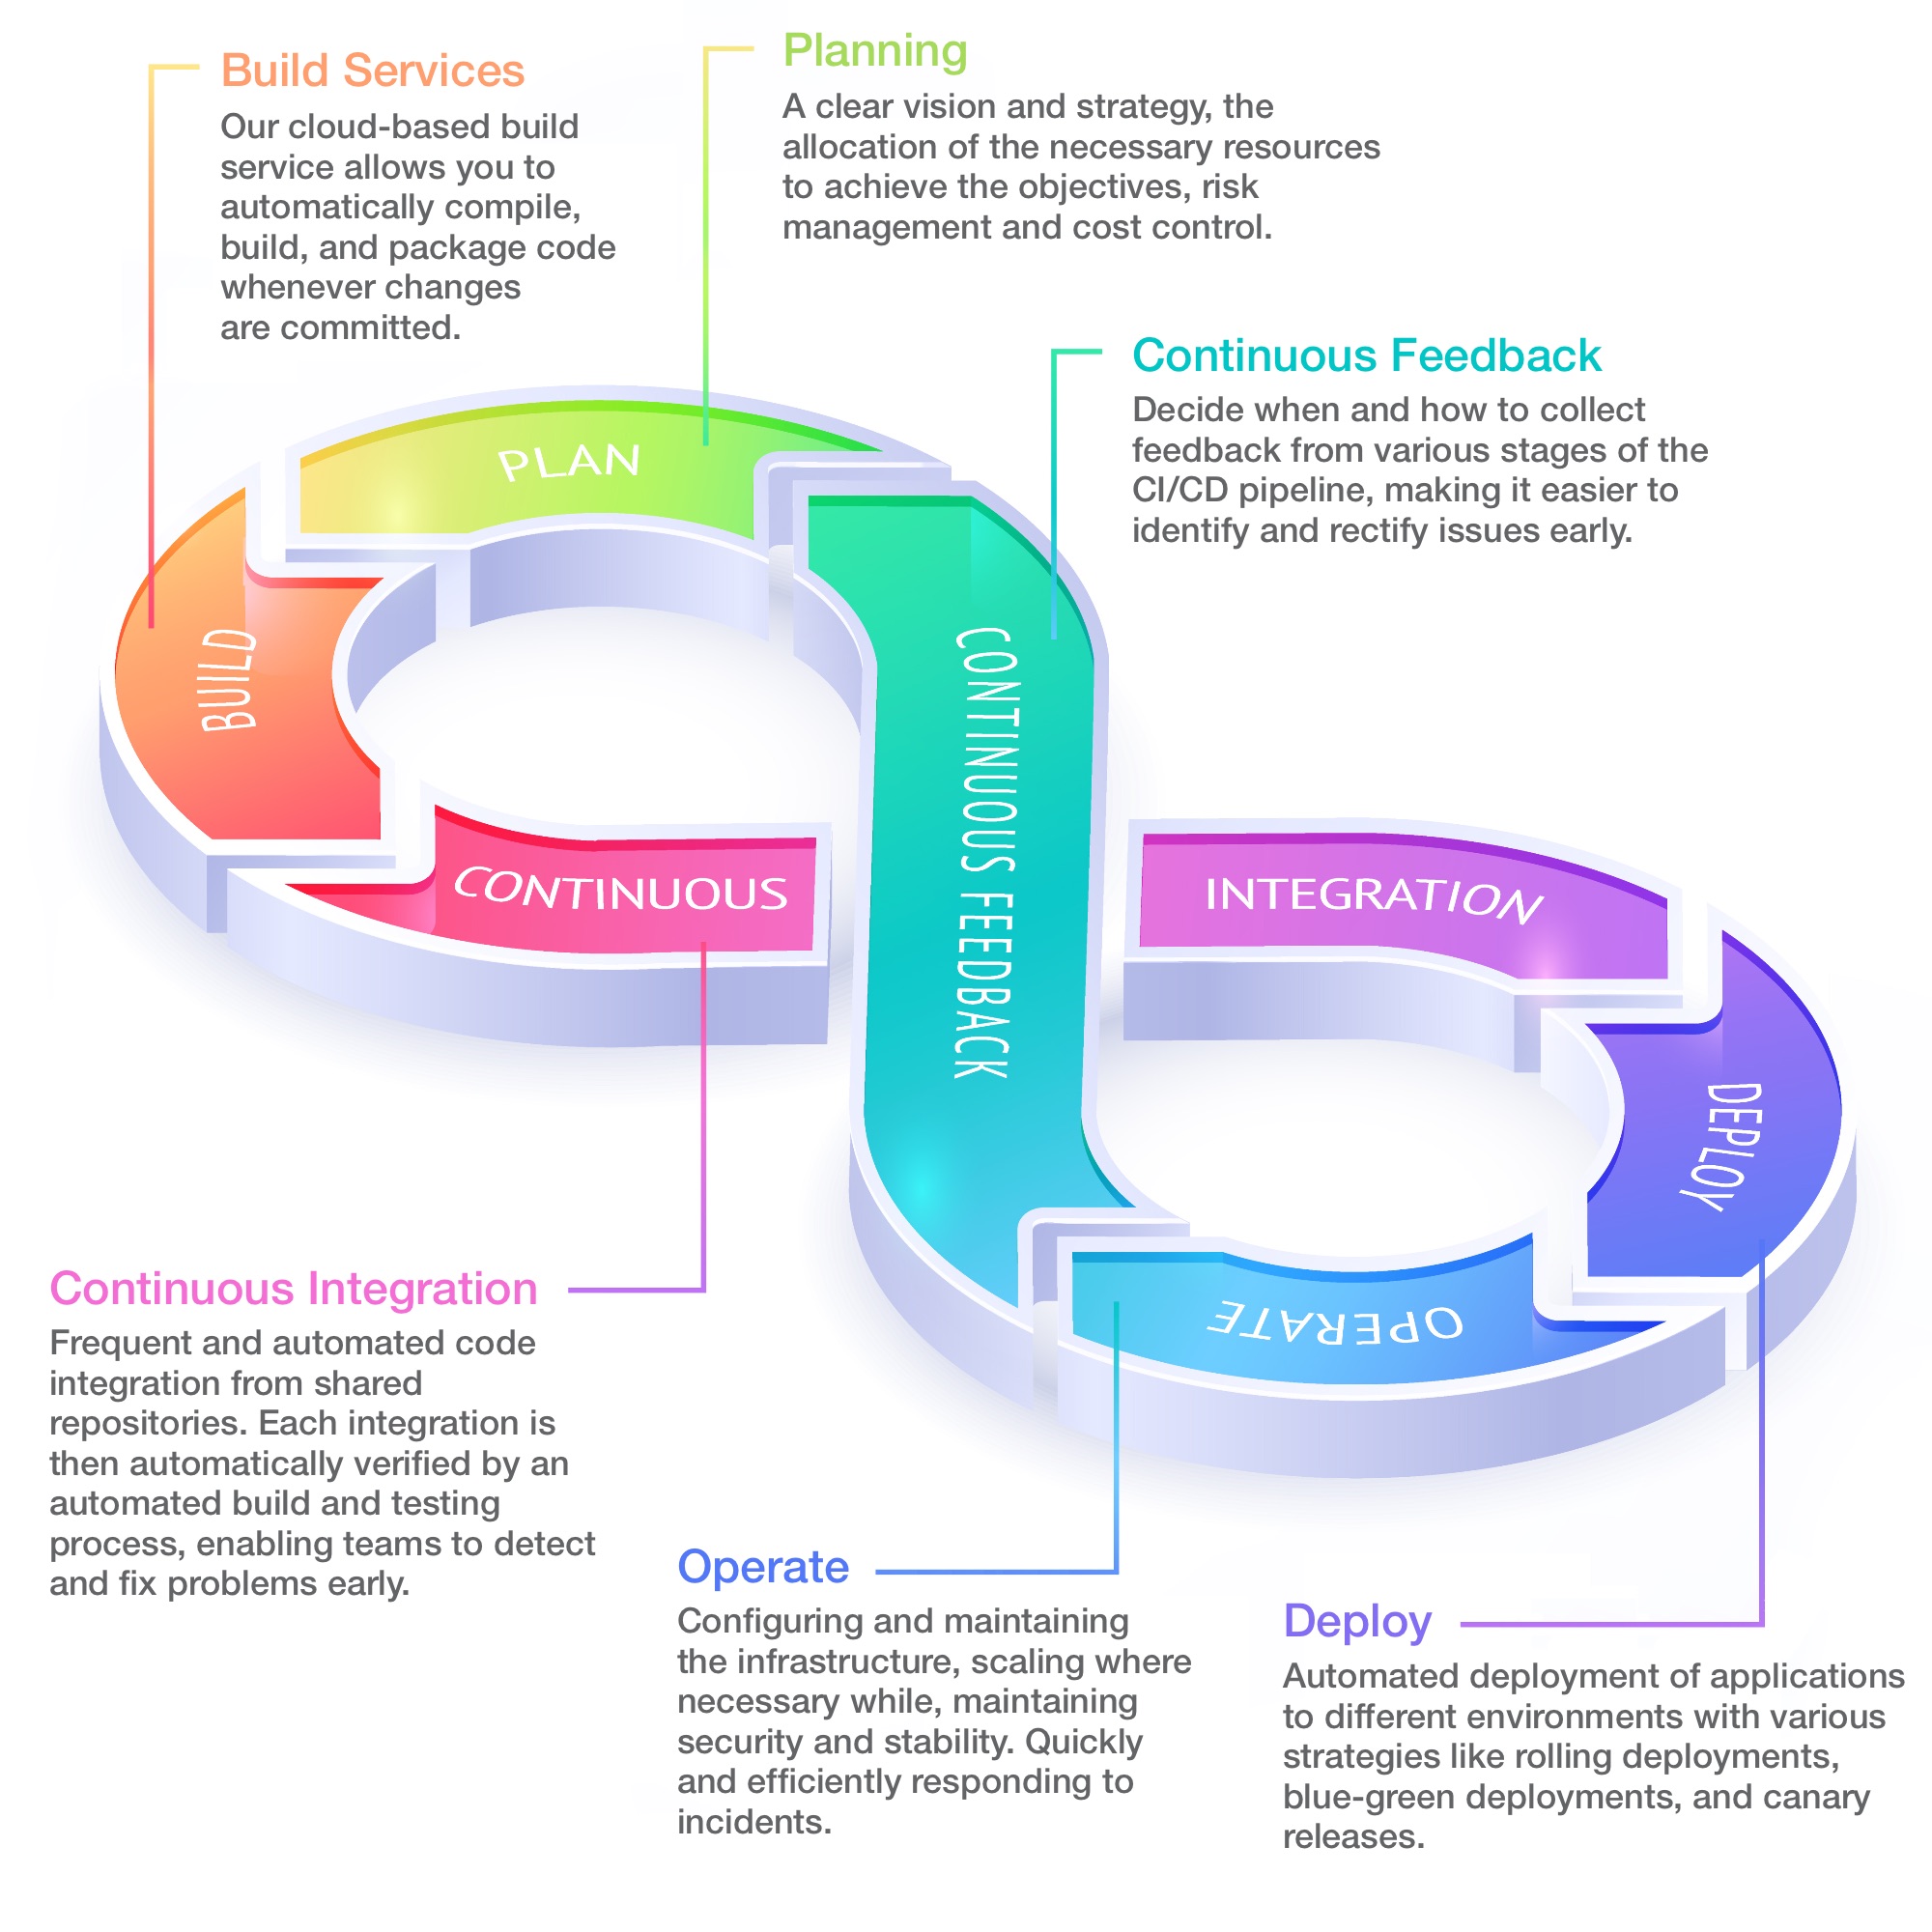 Build Services
Our cloud-based build
service allows you to
automatically compile,
build, and package code
whenever changes
are committed.
Planning
A clear vision and strategy, the
allocation of the necessary resources
to achieve the objectives, risk
management and cost control.
Continuous Feedback
Decide when and how to collect
feedback from various stages of the
CI/CD pipeline, making it easier to
identify and rectify issues early.
PLAN
BUILD
CONTINUOUS
CONTINUOUS FEEDBACK
INTEGRATION
DEPLOY
OPERATE
Continuous Integration
Frequent and automated code
integration from shared
repositories. Each integration is
then automatically verified by an
automated build and testing
process, enabling teams to detect
and fix problems early.
Operate
Configuring and maintaining
the infrastructure, scaling where
necessary while, maintaining
security and stability. Quickly
and efficiently responding to
incidents.
Deploy
Automated deployment of applications
to different environments with various
strategies like rolling deployments,
blue-green deployments, and canary
releases.